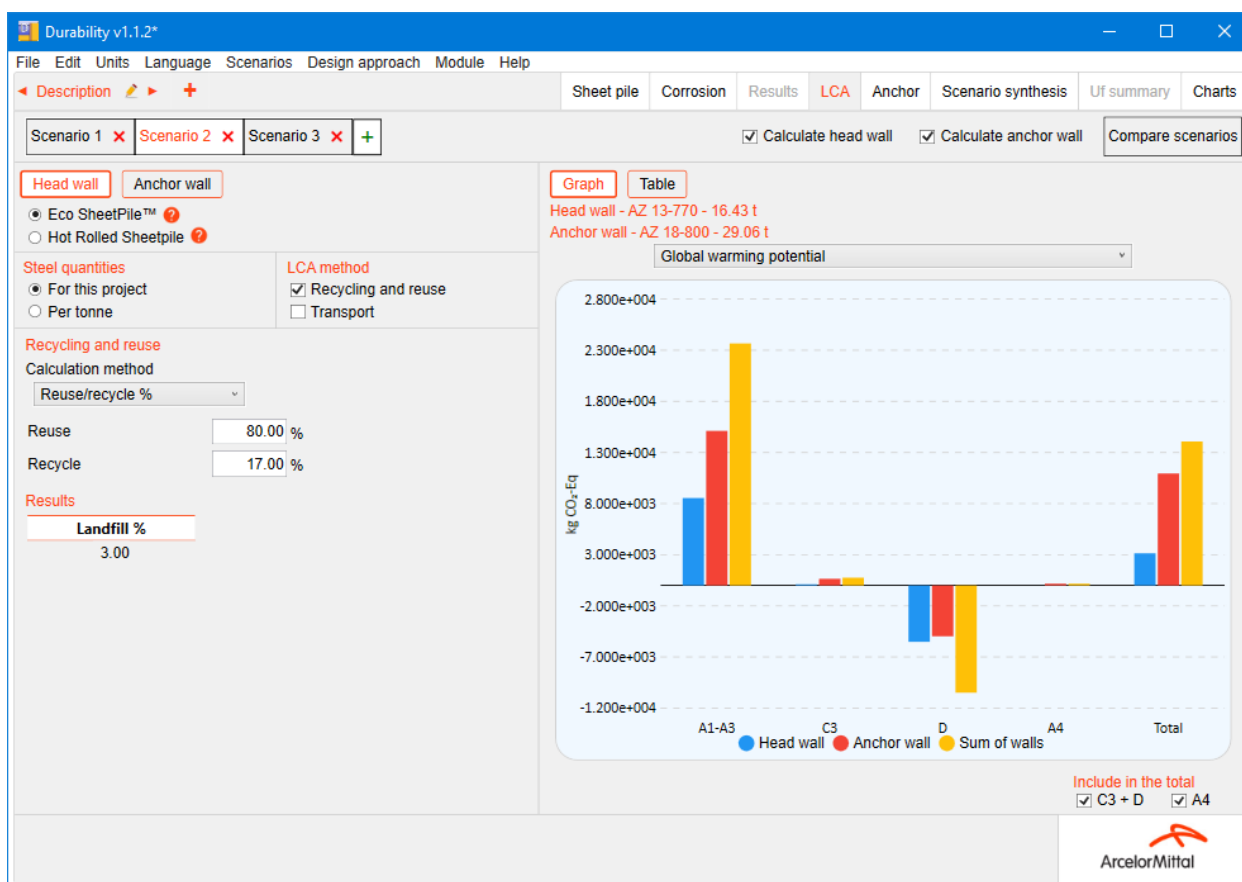 Durability v1.1.2*
File Edit Units Language Scenarios Design approach Module Help
Description
Sheet pile Corrosion Results LCA Anchor Scenario synthesis Uf summary Charts
Scenario 1 Scenario 2 Scenario 3 +
Calculate head wall Calculate anchor wall Compare scenarios
Head wall Anchor wall
Eco SheetPile™ ?
Hot Rolled Sheetpile ?
Steel quantities
For this project
Per tonne
LCA method
Recycling and reuse
Transport
Recycling and reuse
Calculation method
Reuse/recycle %
Reuse 80.00 %
Recycle 17.00 %
Results
Landfill %
3.00
Graph Table
Head wall - AZ 13-770 - 16.43 t
Anchor wall - AZ 18-800 - 29.06 t
Global warming potential
kg CO₂-Eq
2.800e+004
2.300e+004
1.800e+004
1.300e+004
8.000e+003
3.000e+003
-2.000e+003
-7.000e+003
-1.200e+004
A1-A3 C3 D A4 Total
Head wall Anchor wall Sum of walls
Include in the total
C3 + D A4
ArcelorMittal